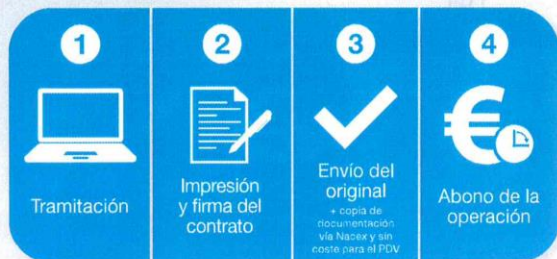 1
Tramitación
2
Impresión
y firma del
contrato
3
Envío del
original
+ copia de
documentación
vía Nacex y sin
coste para el PDV
4
€
Abono de la
operación